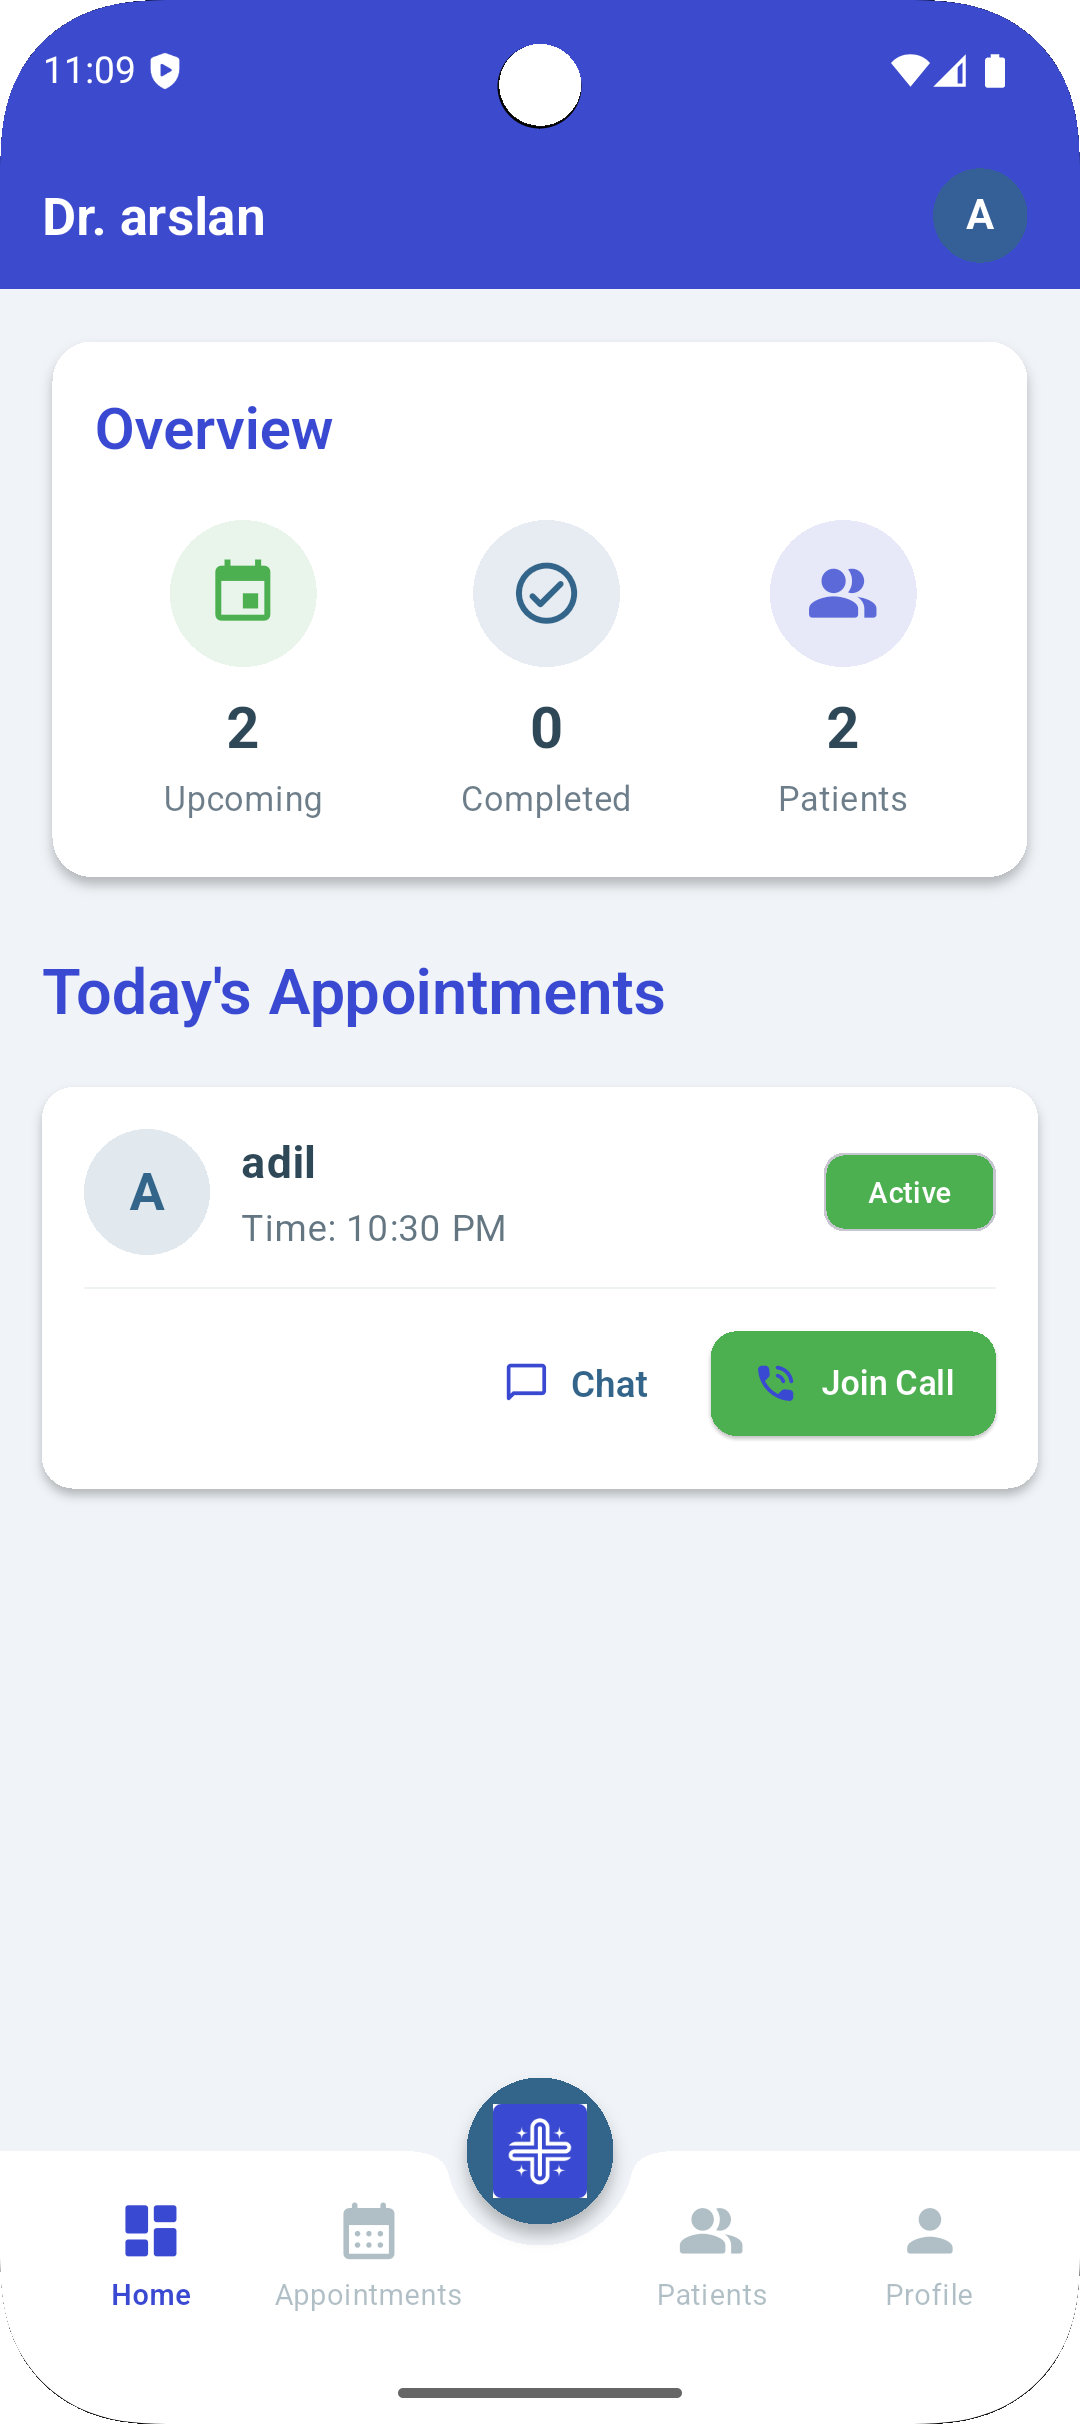 11:09
Dr. arslan
A
Overview
2
0
2
Upcoming
Completed
Patients
Today's Appointments
A
adil
Time: 10:30 PM
Active
Chat
Join Call
Home
Appointments
Patients
Profile